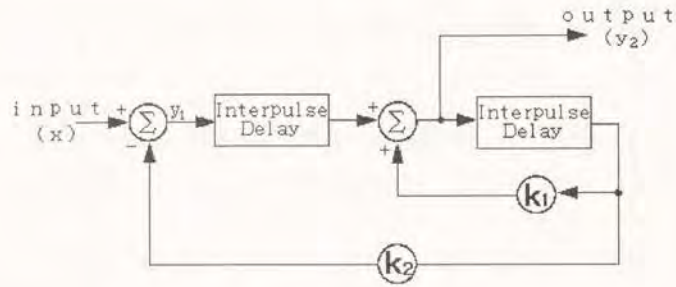 output
(y₂)
input
(x)
+
−
Σ
y₁
Interpulse
Delay
+
+
Σ
Interpulse
Delay
k₁
k₂